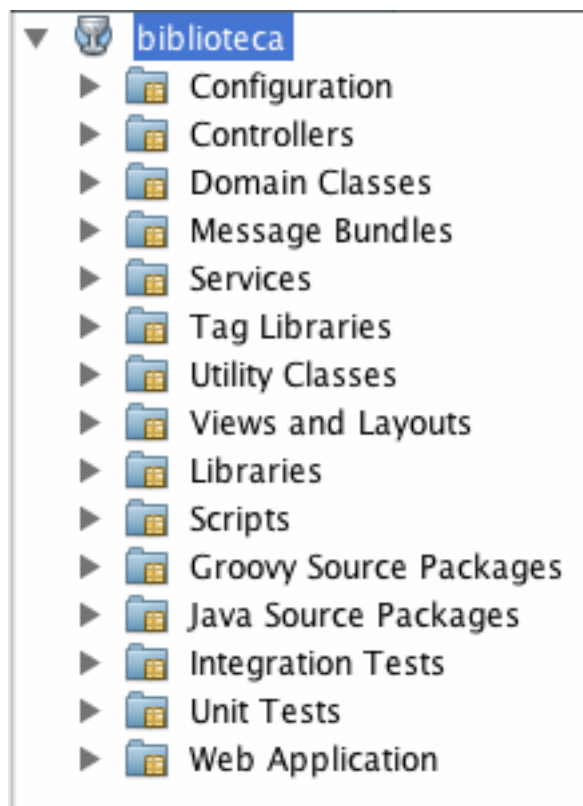 biblioteca
Configuration
Controllers
Domain Classes
Message Bundles
Services
Tag Libraries
Utility Classes
Views and Layouts
Libraries
Scripts
Groovy Source Packages
Java Source Packages
Integration Tests
Unit Tests
Web Application